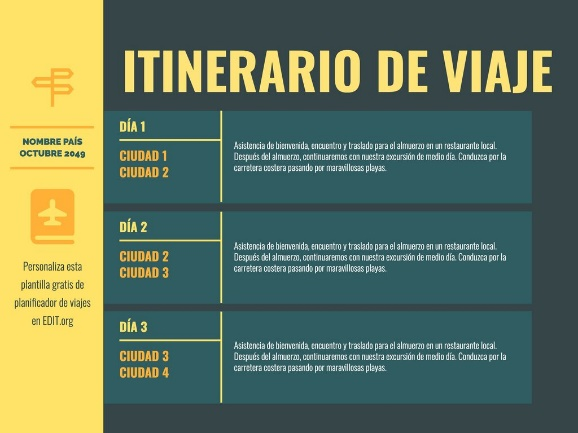 ITINERARIO DE VIAJE
NOMBRE PAÍS
OCTUBRE 2049
Personaliza esta
plantilla gratis de
planificador de viajes
en EDIT.org
DÍA 1
CIUDAD 1
CIUDAD 2
Asistencia de bienvenida, encuentro y traslado para el almuerzo en un restaurante local.
Después del almuerzo, continuaremos con nuestra excursión de medio día. Conduzca por la
carretera costera pasando por maravillosas playas.
DÍA 2
CIUDAD 2
CIUDAD 3
Asistencia de bienvenida, encuentro y traslado para el almuerzo en un restaurante local.
Después del almuerzo, continuaremos con nuestra excursión de medio día. Conduzca por la
carretera costera pasando por maravillosas playas.
DÍA 3
CIUDAD 3
CIUDAD 4
Asistencia de bienvenida, encuentro y traslado para el almuerzo en un restaurante local.
Después del almuerzo, continuaremos con nuestra excursión de medio día. Conduzca por la
carretera costera pasando por maravillosas playas.